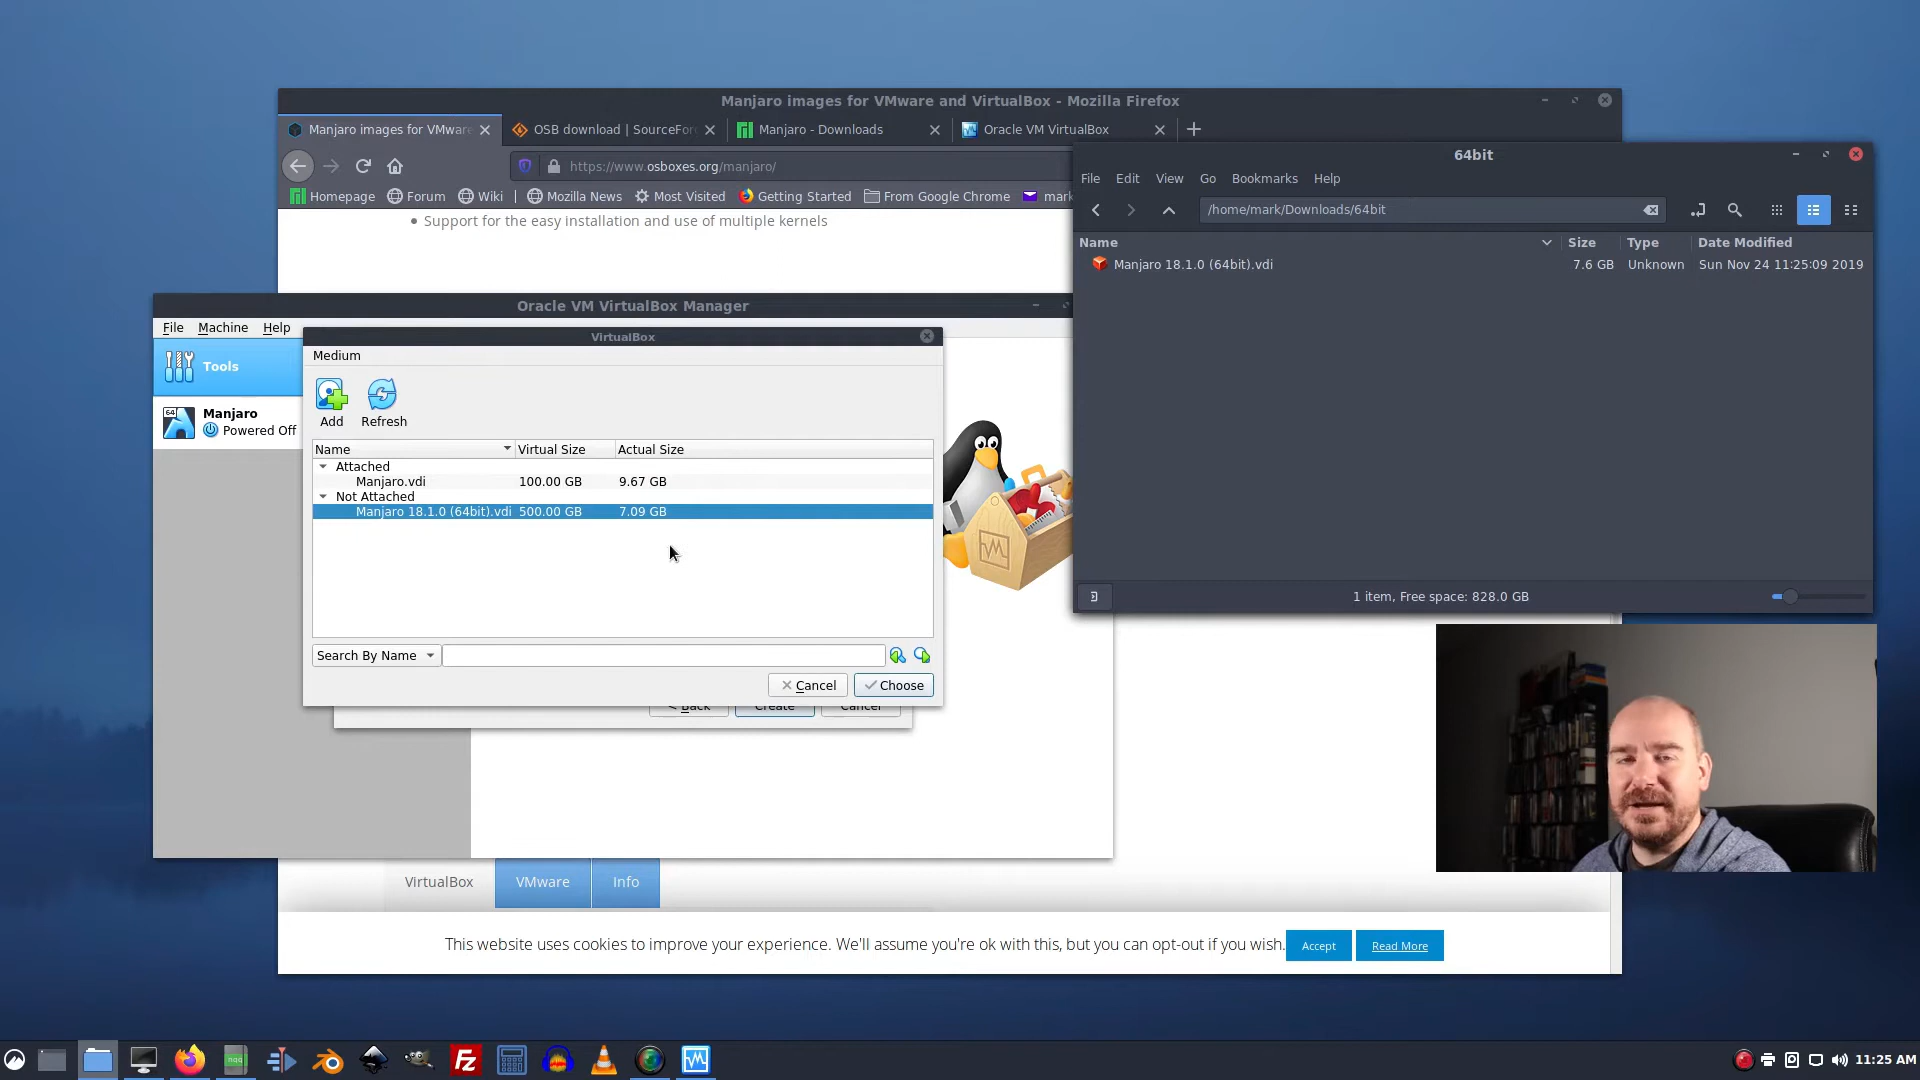 Manjaro images for VMware and VirtualBox - Mozilla Firefox
Manjaro images for VMware
OSB download | SourceFor
Manjaro - Downloads
Oracle VM VirtualBox
https://www.osboxes.org/manjaro/
Homepage
Forum
Wiki
Mozilla News
Most Visited
Getting Started
From Google Chrome
mark
• Support for the easy installation and use of multiple kernels
64bit
File Edit View Go Bookmarks Help
/home/mark/Downloads/64bit
Name Size Type Date Modified
Manjaro 18.1.0 (64bit).vdi 7.6 GB Unknown Sun Nov 24 11:25:09 2019
1 item, Free space: 828.0 GB
Oracle VM VirtualBox Manager
File Machine Help
Tools
64
Manjaro
Powered Off
VirtualBox
Medium
Add Refresh
Name Virtual Size Actual Size
Attached
Manjaro.vdi 100.00 GB 9.67 GB
Not Attached
Manjaro 18.1.0 (64bit).vdi 500.00 GB 7.09 GB
Search By Name
Cancel Choose
< Back Create Cancel
VirtualBox VMware Info
This website uses cookies to improve your experience. We'll assume you're ok with this, but you can opt-out if you wish. Accept Read More
nqq
Fz
11:25 AM